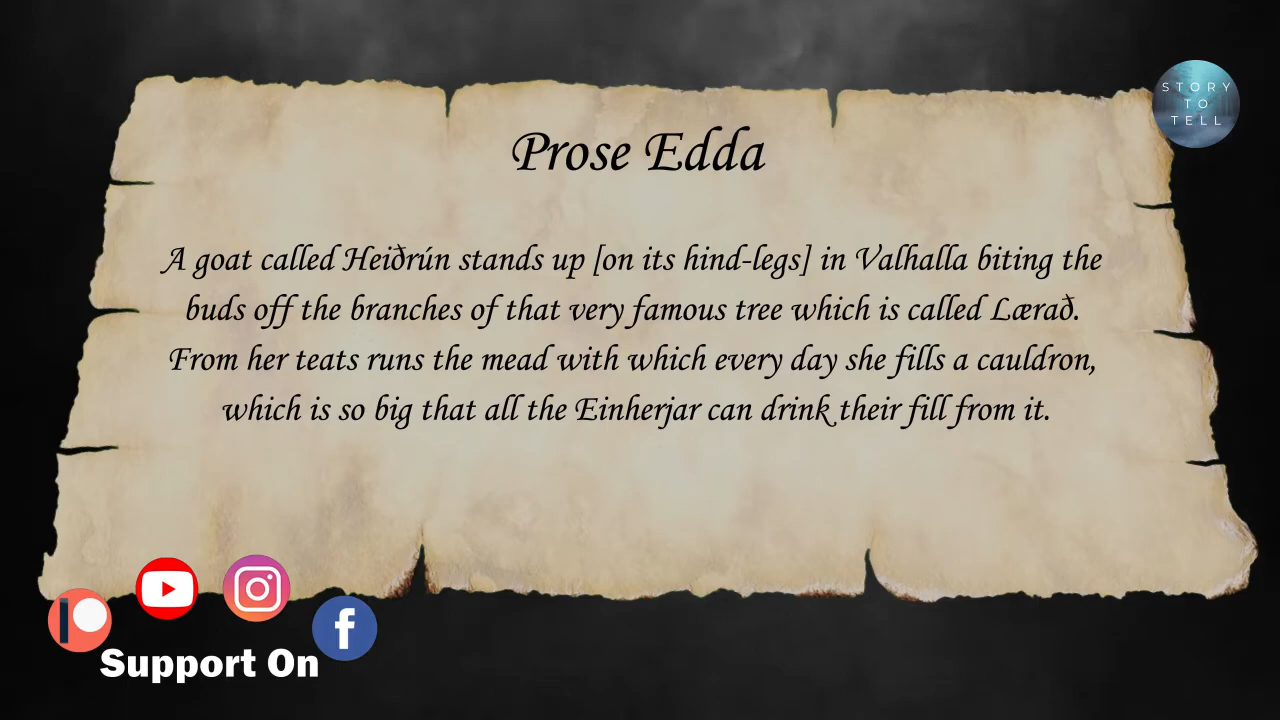 STORY
TO
TELL
Prose Edda
A goat called Heiðrún stands up [on its hind-legs] in Valhalla biting the
buds off the branches of that very famous tree which is called Lærað.
From her teats runs the mead with which every day she fills a cauldron,
which is so big that all the Einherjar can drink their fill from it.
Support On